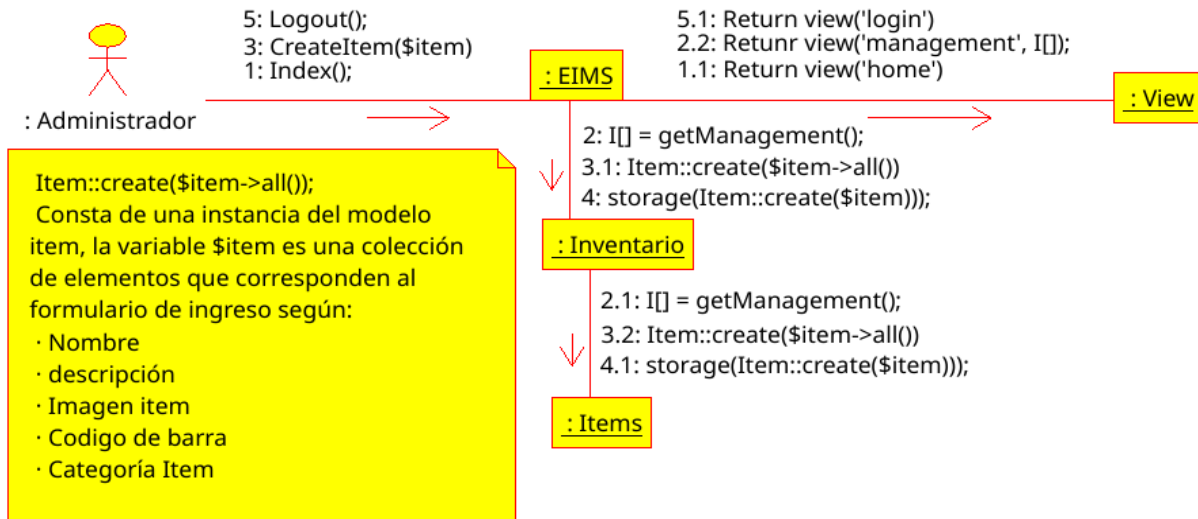 5: Logout();
3: CreateItem($item)
1: Index();
5.1: Return view('login')
2.2: Retunr view('management', I[]);
1.1: Return view('home')
: EIMS
: View
: Administrador
2: I[] = getManagement();
3.1: Item::create($item->all())
4: storage(Item::create($item)));
Item::create($item->all());
Consta de una instancia del modelo
item, la variable $item es una colección
de elementos que corresponden al
formulario de ingreso según:
· Nombre
· descripción
· Imagen item
· Codigo de barra
· Categoría Item
: Inventario
2.1: I[] = getManagement();
3.2: Item::create($item->all())
4.1: storage(Item::create($item)));
: Items